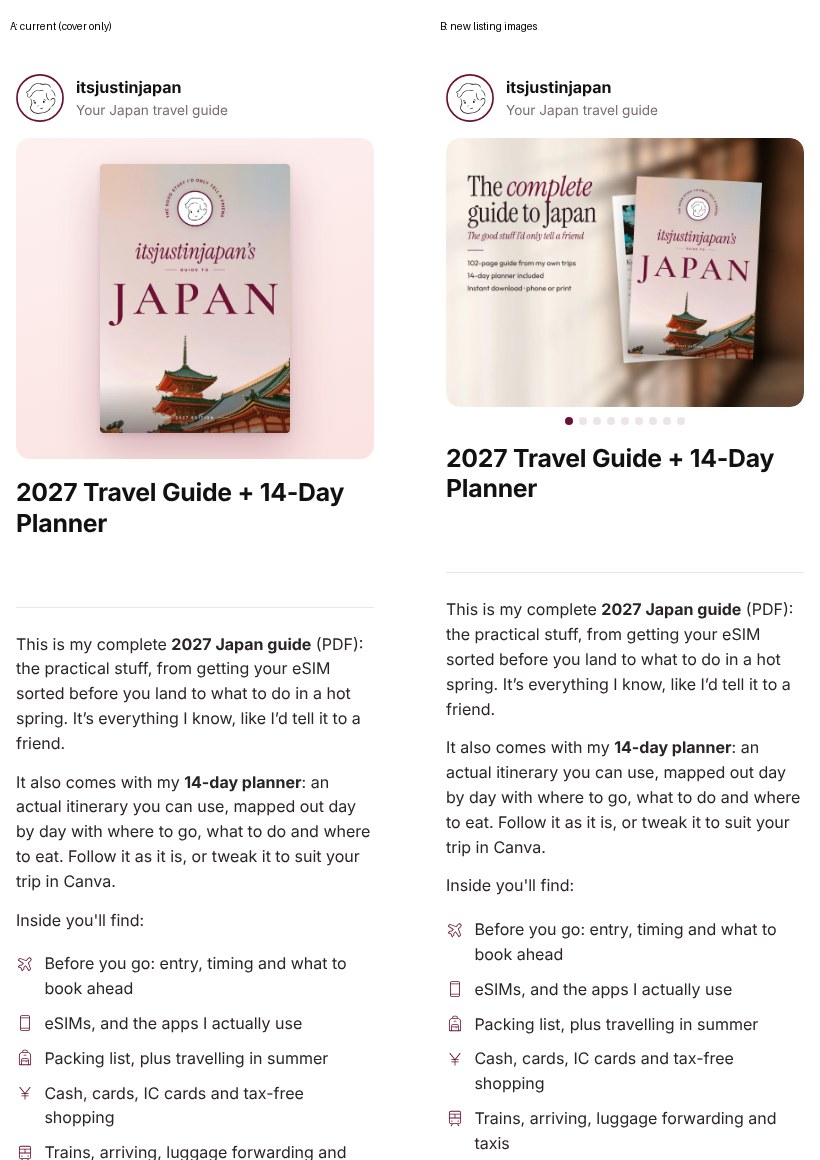 A: current (cover only)
itsjustinjapan
Your Japan travel guide
THE GOOD STUFF I'D ONLY TELL A FRIEND
itsjustinjapan's
GUIDE TO
JAPAN
2027 EDITION
2027 Travel Guide + 14-Day
Planner
This is my complete 2027 Japan guide (PDF):
the practical stuff, from getting your eSIM
sorted before you land to what to do in a hot
spring. It’s everything I know, like I’d tell it to a
friend.
It also comes with my 14-day planner: an
actual itinerary you can use, mapped out day
by day with where to go, what to do and where
to eat. Follow it as it is, or tweak it to suit your
trip in Canva.
Inside you'll find:
Before you go: entry, timing and what to
book ahead
eSIMs, and the apps I actually use
Packing list, plus travelling in summer
Cash, cards, IC cards and tax-free
shopping
Trains, arriving, luggage forwarding and
B: new listing images
itsjustinjapan
Your Japan travel guide
The complete
guide to Japan
The good stuff I'd only tell a friend
102-page guide from my own trips
14-day planner included
Instant download · phone or print
itsjustinjapan's
GUIDE TO
JAPAN
2027 Travel Guide + 14-Day
Planner
This is my complete 2027 Japan guide (PDF):
the practical stuff, from getting your eSIM
sorted before you land to what to do in a hot
spring. It’s everything I know, like I’d tell it to a
friend.
It also comes with my 14-day planner: an
actual itinerary you can use, mapped out day
by day with where to go, what to do and where
to eat. Follow it as it is, or tweak it to suit your
trip in Canva.
Inside you'll find:
Before you go: entry, timing and what to
book ahead
eSIMs, and the apps I actually use
Packing list, plus travelling in summer
Cash, cards, IC cards and tax-free
shopping
Trains, arriving, luggage forwarding and
taxis